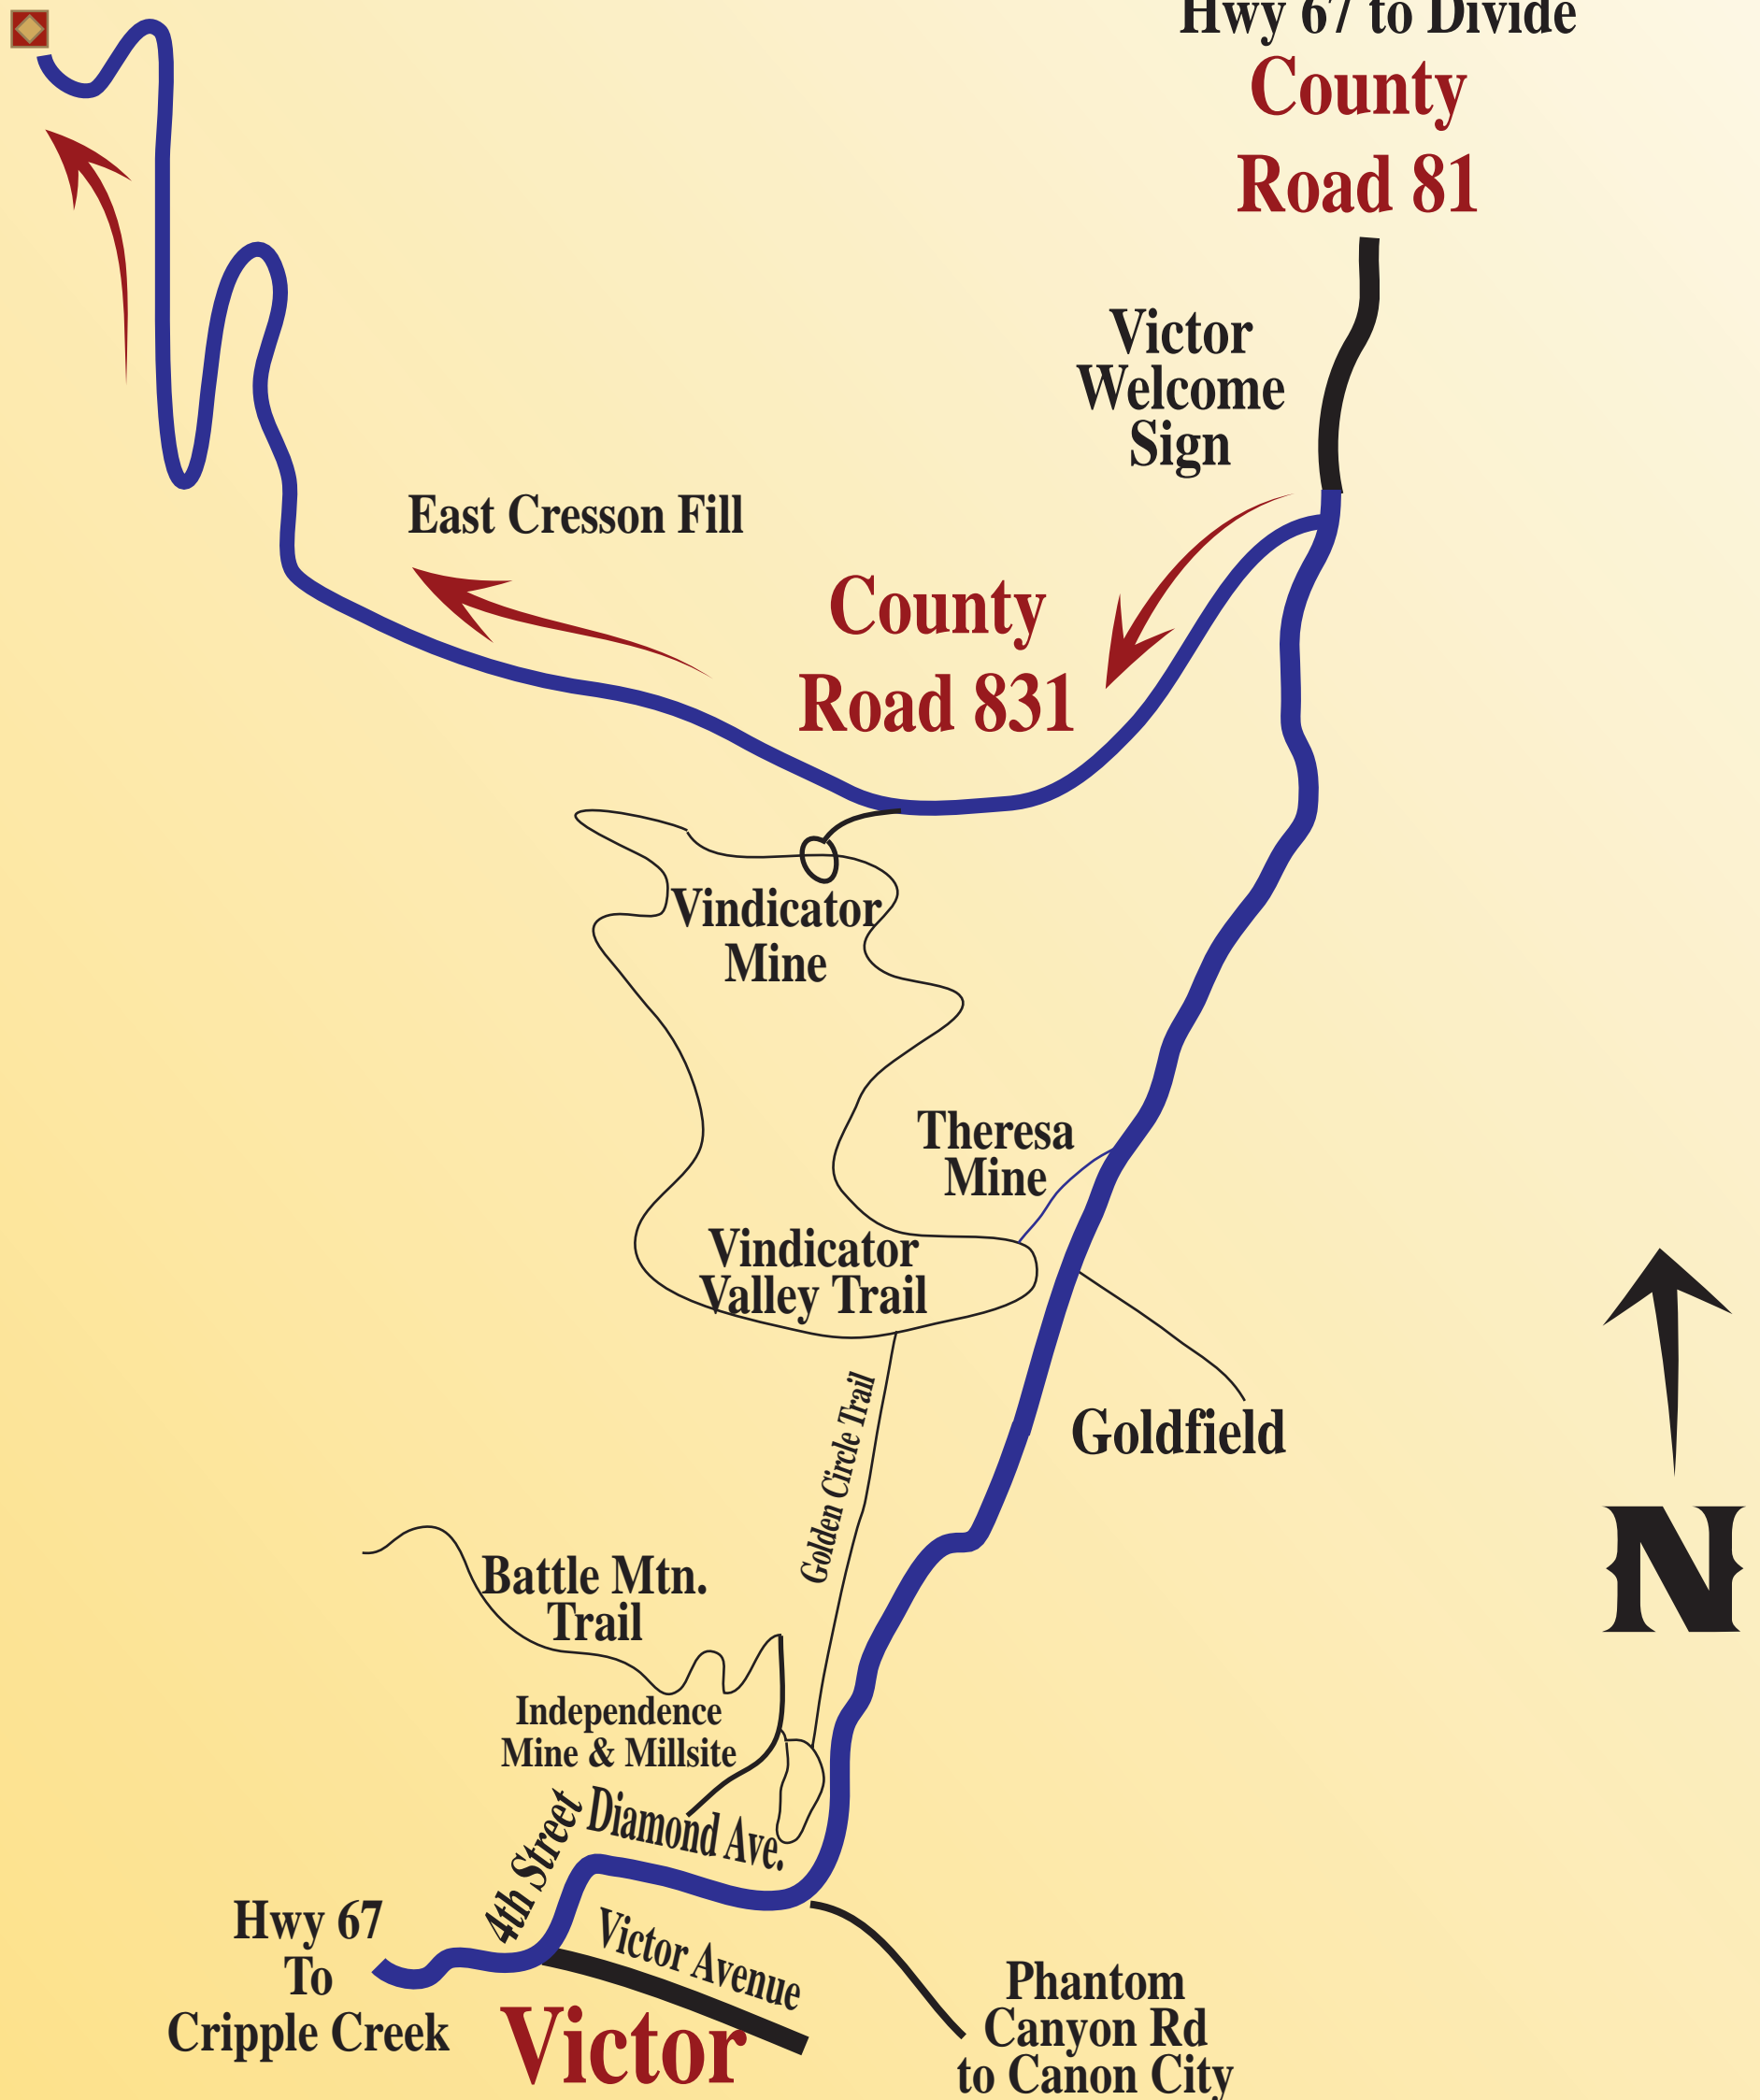 Hwy 67 to Divide
County
Road 81
Victor
Welcome
Sign
East Cresson Fill
County
Road 831
Vindicator
Mine
Theresa
Mine
Vindicator
Valley Trail
Golden Circle Trail
Goldfield
N
Battle Mtn.
Trail
Independence
Mine & Millsite
Diamond Ave.
4th Street
Victor Avenue
Hwy 67
To
Cripple Creek
Victor
Phantom
Canyon Rd
to Canon City